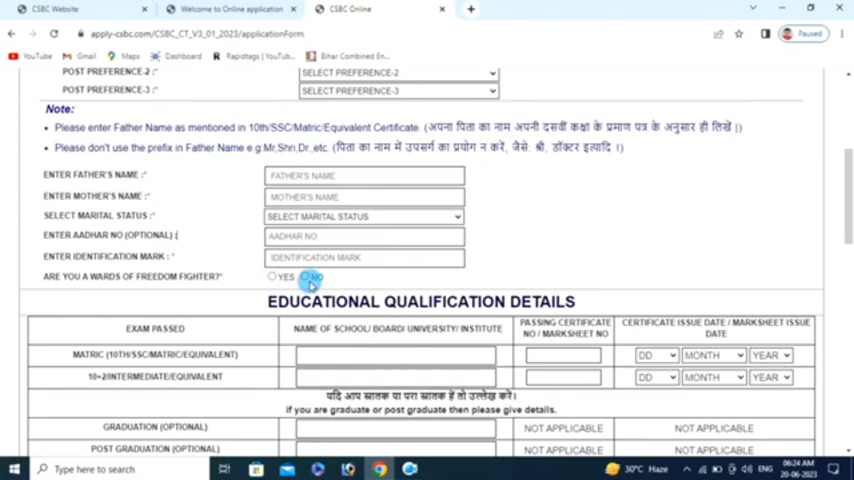 CSBC Website
Welcome to Online application
CSBC Online
apply-csbc.com/CSBC_CT_V3_01_2023/applicationForm
Paused
YouTube
Gmail
Maps
Dashboard
Rapidtags | YouTub...
Bihar Combined En...
POST PREFERENCE-2 SELECT PREFERENCE-2
POST PREFERENCE-3 :* SELECT PREFERENCE-3
Note:
• Please enter Father Name as mentioned in 10th/SSC/Matric/Equivalent Certificate. (अपना पिता का नाम अपनी दसवीं कक्षा के प्रमाण पत्र के अनुसार ही लिखें |)
• Please don't use the prefix in Father Name e.g.Mr,Shri,Dr.,etc. (पिता का नाम में उपसर्ग का प्रयोग न करें, जैसे. श्री, डॉक्टर इत्यादि ।)
ENTER FATHER'S NAME :* FATHER'S NAME
ENTER MOTHER'S NAME :* MOTHER'S NAME
SELECT MARITAL STATUS :* SELECT MARITAL STATUS
ENTER AADHAR NO (OPTIONAL) : AADHAR NO
ENTER IDENTIFICATION MARK : * IDENTIFICATION MARK
ARE YOU A WARDS OF FREEDOM FIGHTER?* YES NO
EDUCATIONAL QUALIFICATION DETAILS
EXAM PASSED
NAME OF SCHOOL/ BOARD/ UNIVERSITY/ INSTITUTE
PASSING CERTIFICATE NO / MARKSHEET NO
CERTIFICATE ISSUE DATE / MARKSHEET ISSUE DATE
MATRIC (10TH/SSC/MATRIC/EQUIVALENT) DD MONTH YEAR
10+2/INTERMEDIATE/EQUIVALENT DD MONTH YEAR
यदि आप स्नातक या परा स्नातक हैं तो उल्लेख करें।
if you are graduate or post graduate then please give details.
GRADUATION (OPTIONAL) NOT APPLICABLE NOT APPLICABLE
POST GRADUATION (OPTIONAL) NOT APPLICABLE NOT APPLICABLE
Type here to search
30°C Haze
ENG
06:24 AM
20-06-2023